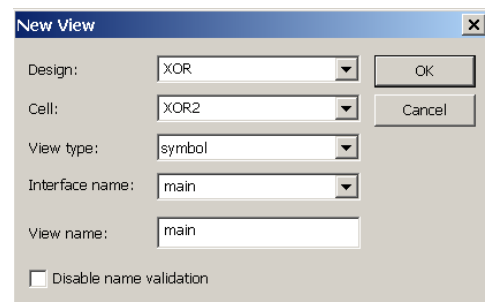 New View
Design: XOR OK
Cell: XOR2 Cancel
View type: symbol
Interface name: main
View name: main
Disable name validation